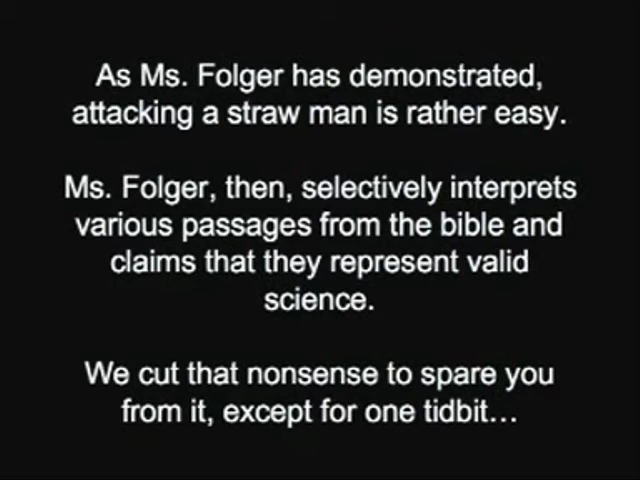 As Ms. Folger has demonstrated,
attacking a straw man is rather easy.
Ms. Folger, then, selectively interprets
various passages from the bible and
claims that they represent valid
science.
We cut that nonsense to spare you
from it, except for one tidbit...